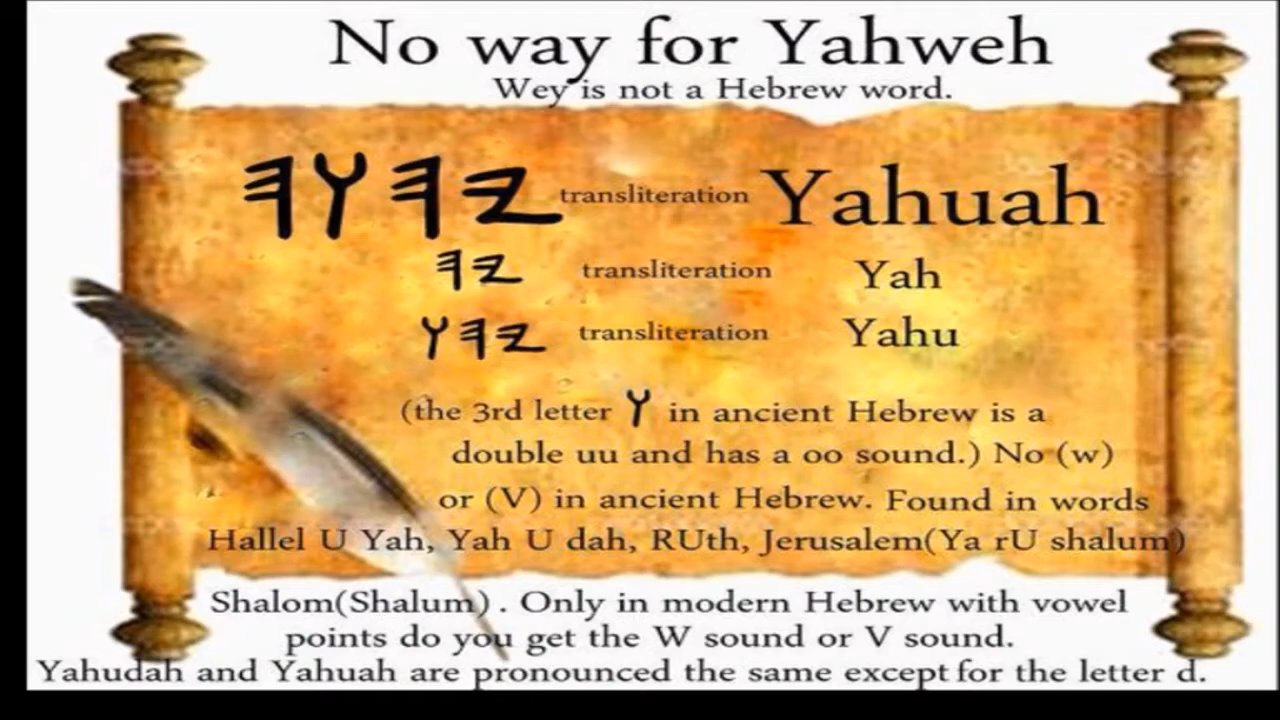 No way for Yahweh
Wey is not a Hebrew word.
𐤉𐤄𐤅𐤄 transliteration Yahuah
𐤉𐤄 transliteration Yah
𐤉𐤄𐤅 transliteration Yahu
(the 3rd letter 𐤅 in ancient Hebrew is a
double uu and has a oo sound.) No (w)
or (V) in ancient Hebrew. Found in words
Hallel U Yah, Yah U dah, RUth, Jerusalem(Ya rU shalum)
Shalom(Shalum) . Only in modern Hebrew with vowel
points do you get the W sound or V sound.
Yahudah and Yahuah are pronounced the same except for the letter d.